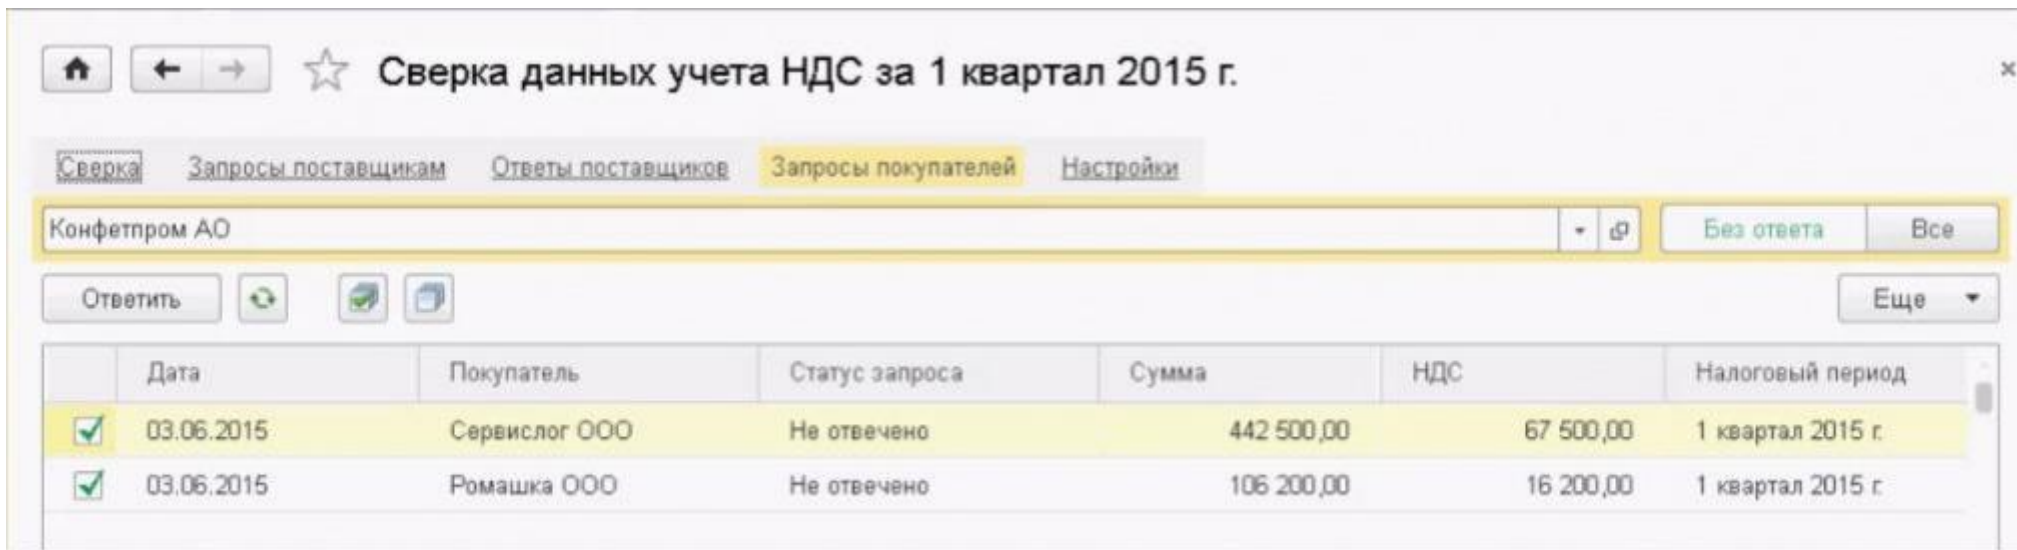 Сверка данных учета НДС за 1 квартал 2015 г.
Сверка Запросы поставщикам Ответы поставщиков Запросы покупателей Настройки
Конфетпром АО Без ответа Все
Ответить Еще
Дата Покупатель Статус запроса Сумма НДС Налоговый период
03.06.2015 Сервислог ООО Не отвечено 442 500,00 67 500,00 1 квартал 2015 г.
03.06.2015 Ромашка ООО Не отвечено 106 200,00 16 200,00 1 квартал 2015 г.